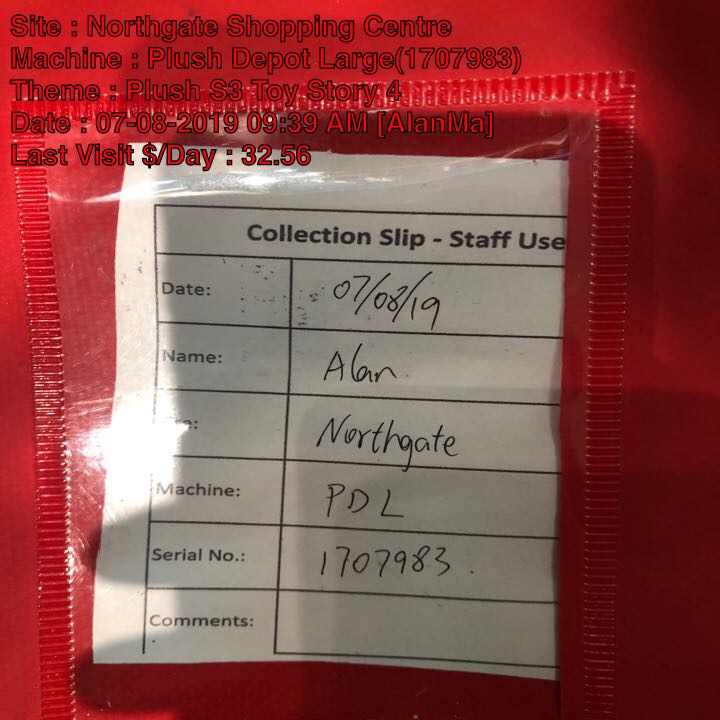 Site : Northgate Shopping Centre
Machine : Plush Depot Large(1707983)
Theme : Plush S3 Toy Story 4
Date : 07-08-2019 09:39 AM [AlanMa]
Last Visit $/Day : 32.56
Collection Slip - Staff Use
Date: 07/08/19
Name: Alan
Northgate
Machine: PDL
Serial No.: 1707983.
Comments: